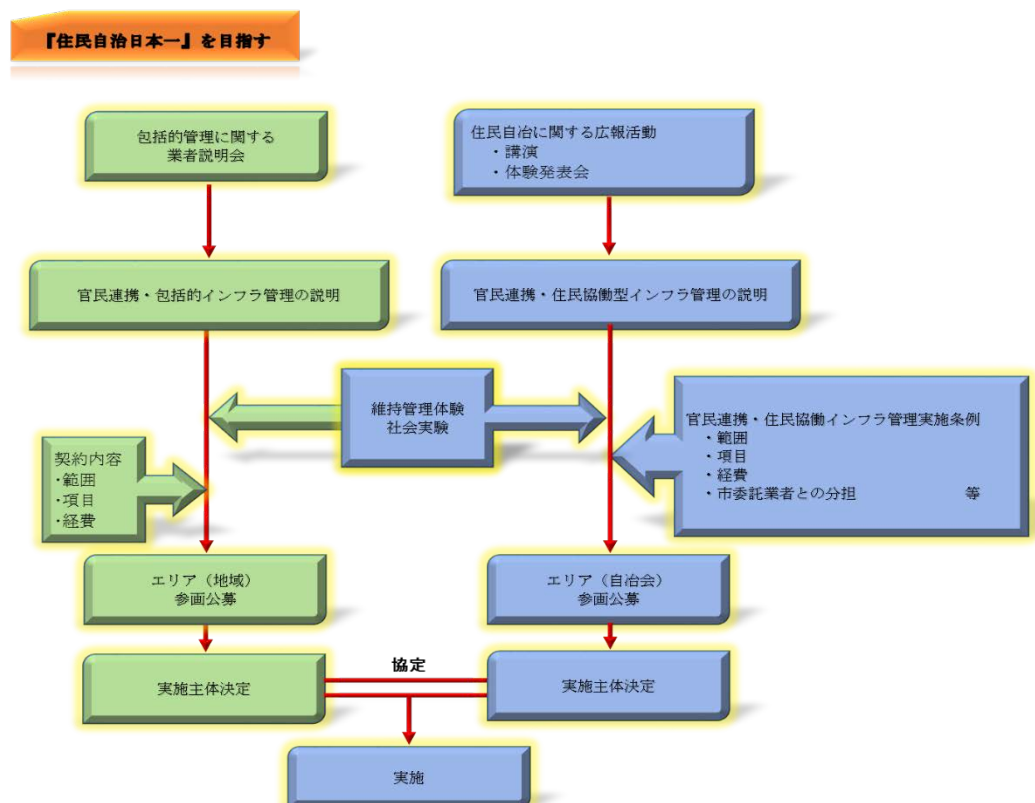 『住民自治日本一』を目指す
包括的管理に関する
業者説明会
住民自治に関する広報活動
・講演
・体験発表会
官民連携・包括的インフラ管理の説明
官民連携・住民協働型インフラ管理の説明
維持管理体験
社会実験
契約内容
・範囲
・項目
・経費
官民連携・住民協働インフラ管理実施条例
・範囲
・項目
・経費
・市委託業者との分担 等
エリア（地域）
参画公募
エリア（自治会）
参画公募
実施主体決定
協定
実施主体決定
実施